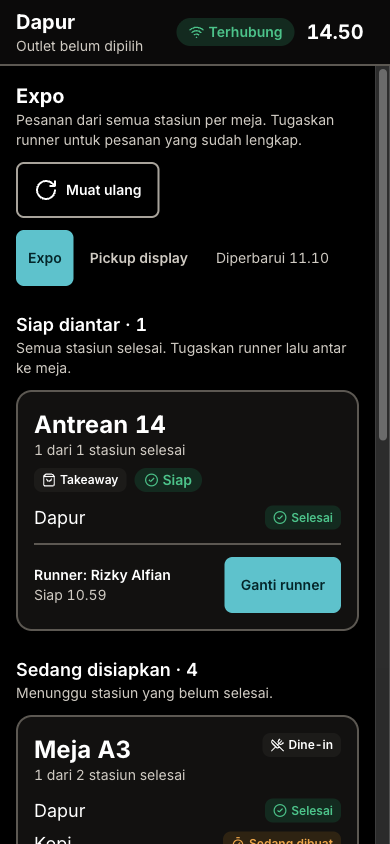 Dapur
Outlet belum dipilih
Terhubung
14.50
Expo
Pesanan dari semua stasiun per meja. Tugaskan
runner untuk pesanan yang sudah lengkap.
Muat ulang
Expo
Pickup display
Diperbarui 11.10
Siap diantar · 1
Semua stasiun selesai. Tugaskan runner lalu antar
ke meja.
Antrean 14
1 dari 1 stasiun selesai
Takeaway
Siap
Dapur
Selesai
Runner: Rizky Alfian
Siap 10.59
Ganti runner
Sedang disiapkan · 4
Menunggu stasiun yang belum selesai.
Meja A3
Dine-in
1 dari 2 stasiun selesai
Dapur
Selesai
Kopi
Sedang dibuat